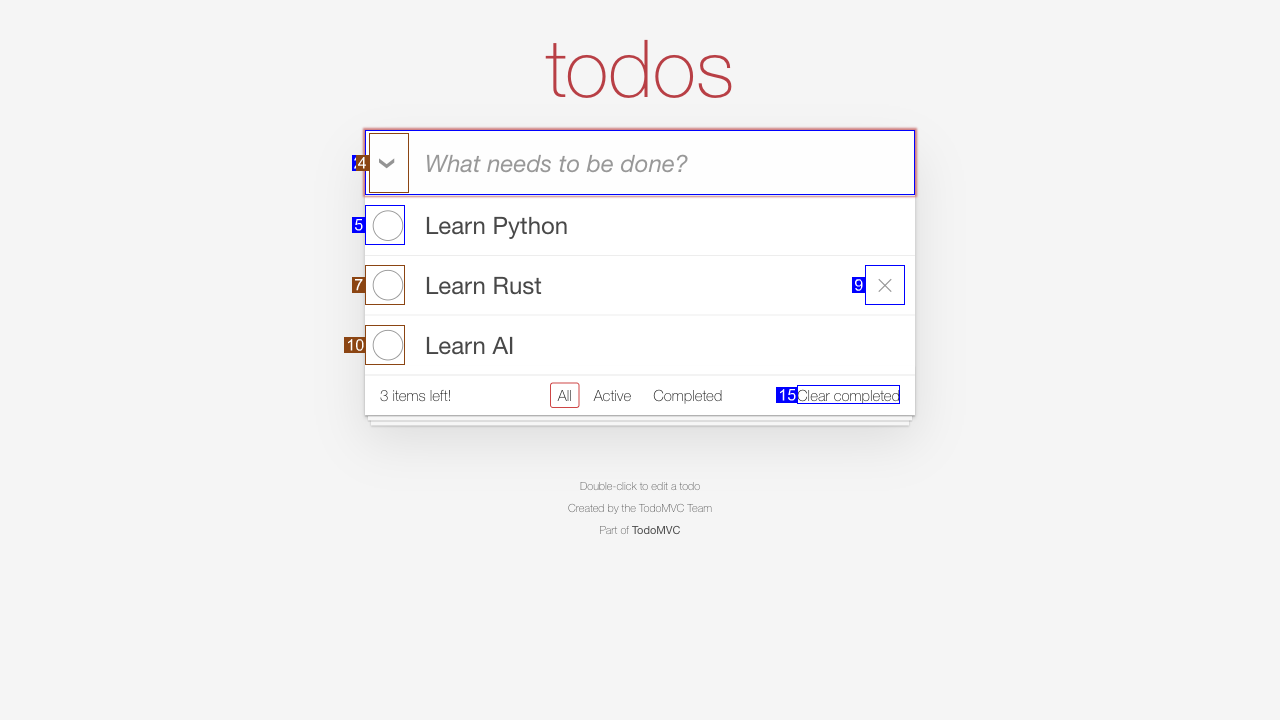 todos
4 What needs to be done?
5 Learn Python
7 Learn Rust 9
10 Learn AI
3 items left! All Active Completed 15 Clear completed
Double-click to edit a todo
Created by the TodoMVC Team
Part of TodoMVC